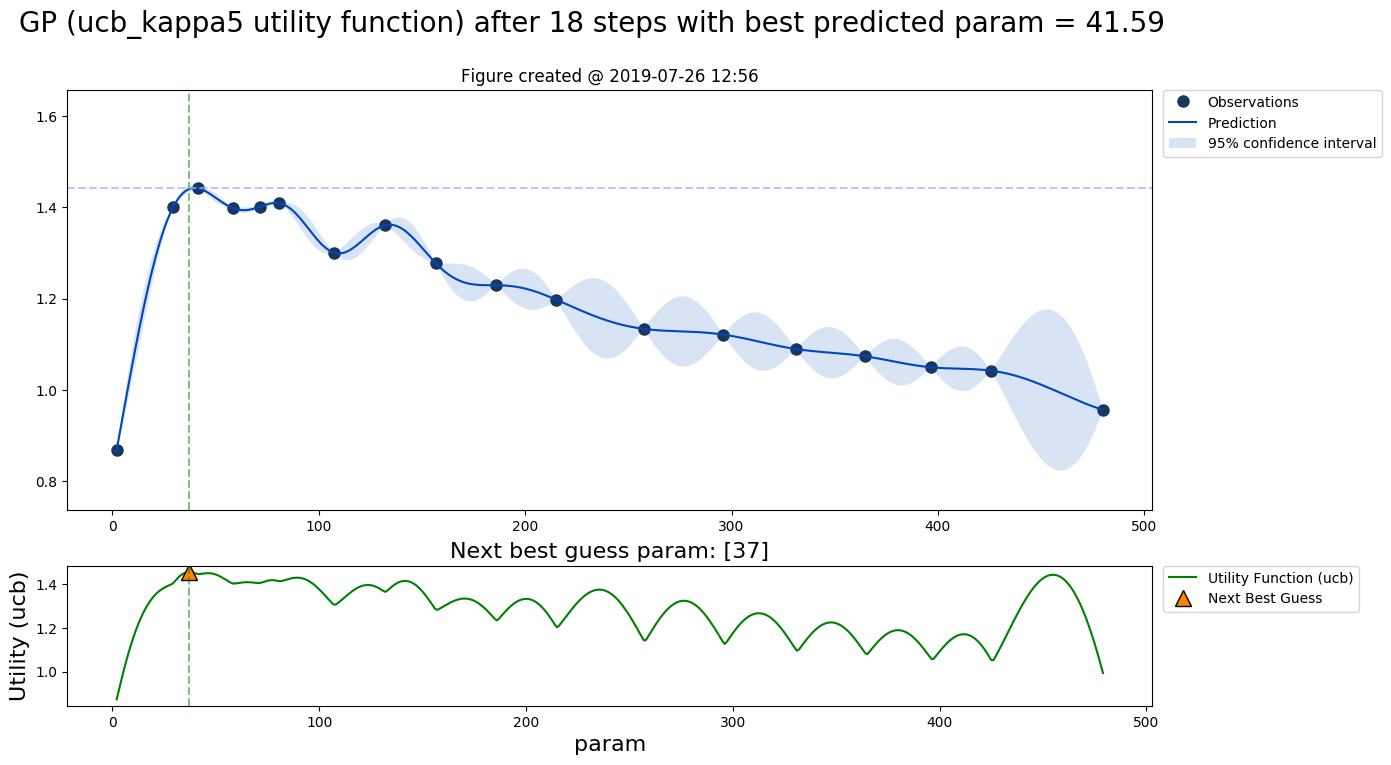 GP (ucb_kappa5 utility function) after 18 steps with best predicted param = 41.59
Figure created @ 2019-07-26 12:56
1.6
1.4
1.2
1.0
0.8
0 100 200 300 400 500
Observations
Prediction
95% confidence interval
Next best guess param: [37]
Utility (ucb)
1.4
1.2
1.0
0 100 200 300 400 500
param
Utility Function (ucb)
Next Best Guess